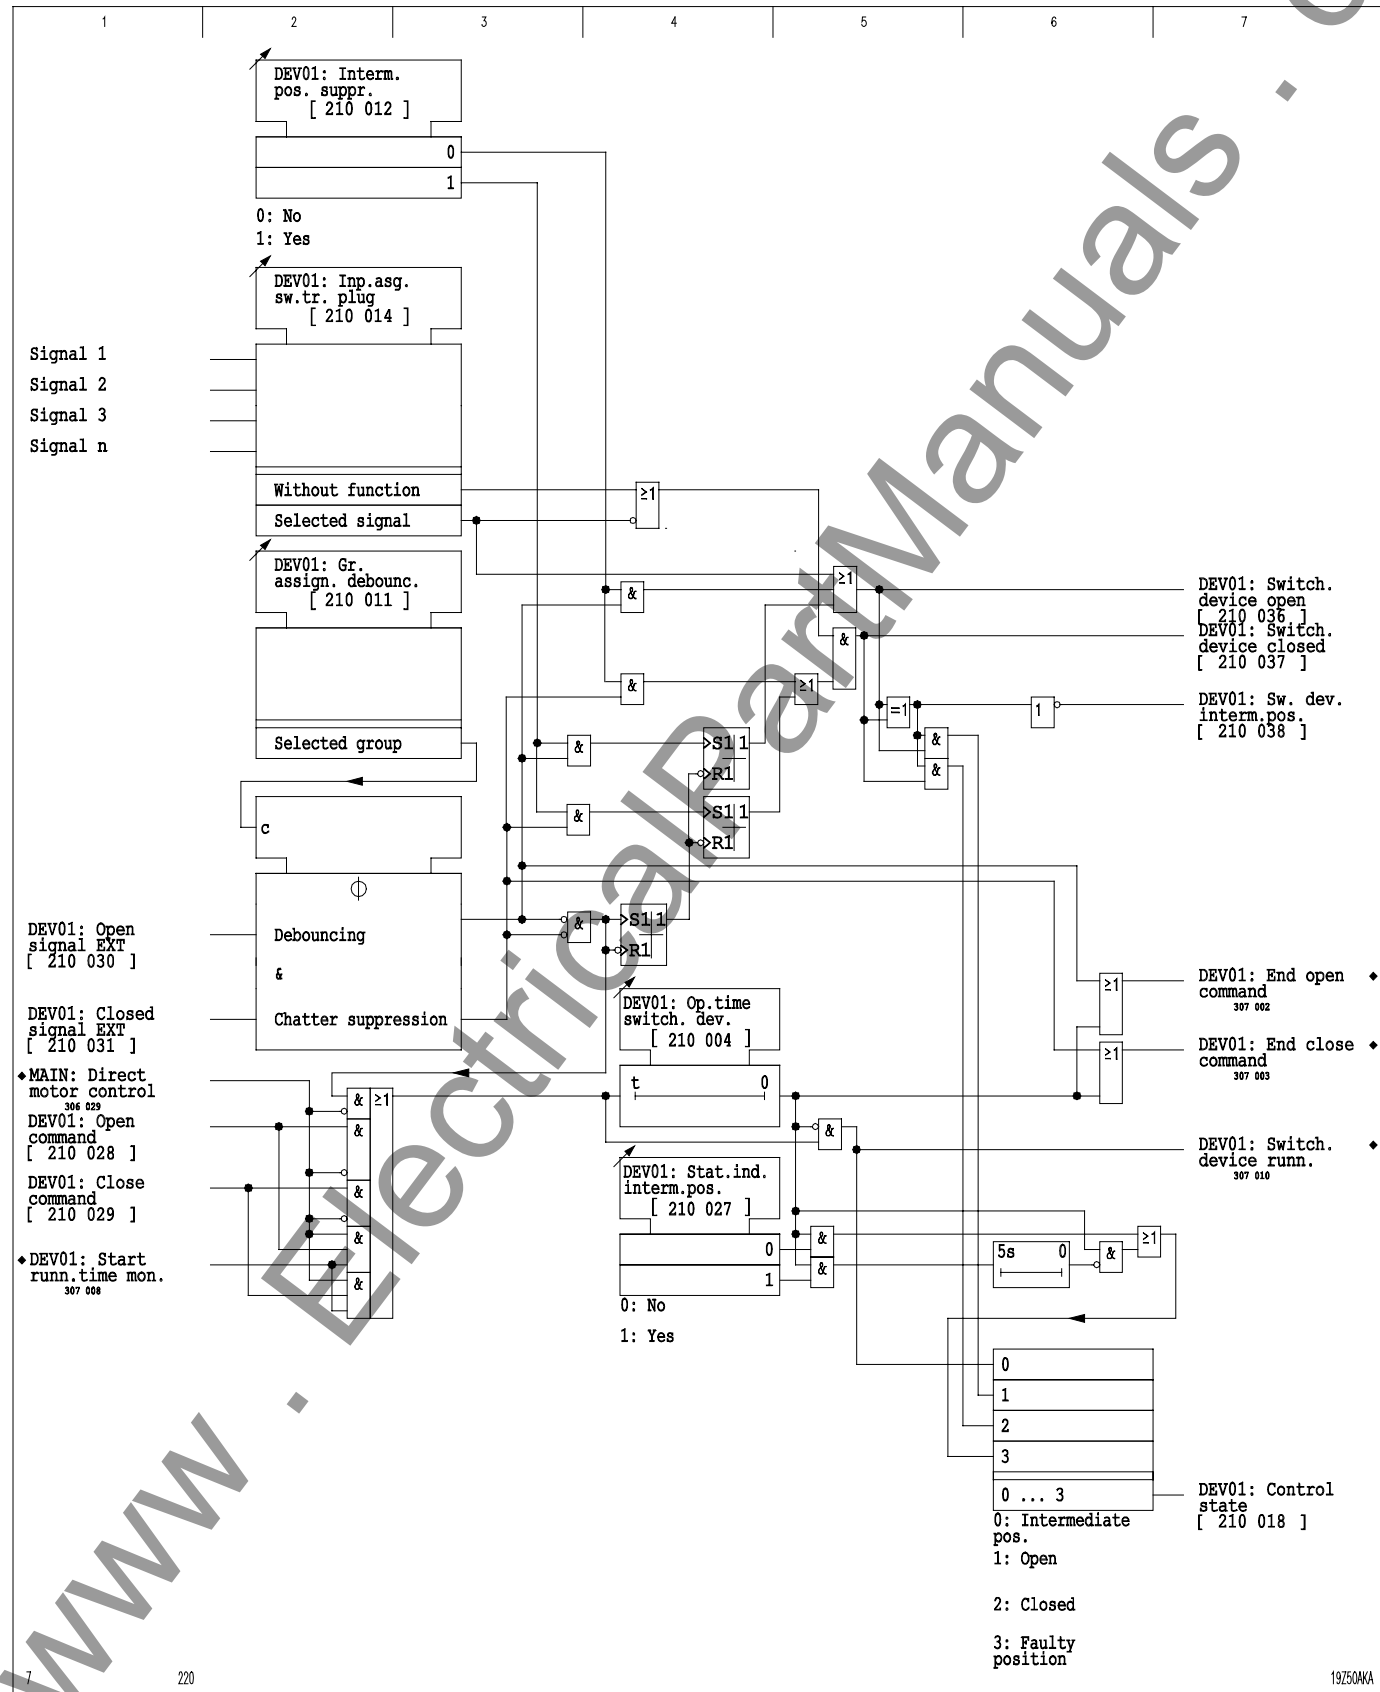 1 2 3 4 5 6 7
DEV01: Interm.
pos. suppr.
[ 210 012 ]
0
1
0: No
1: Yes
DEV01: Inp.asg.
sw.tr. plug
[ 210 014 ]
Signal 1
Signal 2
Signal 3
Signal n
Without function
Selected signal
≥1
DEV01: Gr.
assign. debounc.
[ 210 011 ]
Selected group
&
&
≥1
&
≥1
DEV01: Switch.
device open
[ 210 036 ]
DEV01: Switch.
device closed
[ 210 037 ]
=1
1
DEV01: Sw. dev.
interm.pos.
[ 210 038 ]
&
&
&
S1 1
R1
&
S1 1
R1
c
Debouncing
&
Chatter suppression
DEV01: Open
signal EXT
[ 210 030 ]
DEV01: Closed
signal EXT
[ 210 031 ]
&
S1 1
R1
DEV01: Op.time
switch. dev.
[ 210 004 ]
t 0
≥1
DEV01: End open
command
307 002
≥1
DEV01: End close
command
307 003
MAIN: Direct
motor control
306 029
DEV01: Open
command
[ 210 028 ]
DEV01: Close
command
[ 210 029 ]
DEV01: Start
runn.time mon.
307 008
& ≥1
&
&
&
&
&
DEV01: Switch.
device runn.
307 010
DEV01: Stat.ind.
interm.pos.
[ 210 027 ]
0
1
0: No
1: Yes
&
&
5s 0
&
≥1
0
1
2
3
0 ... 3
DEV01: Control
state
[ 210 018 ]
0: Intermediate
pos.
1: Open
2: Closed
3: Faulty
position
7 220 19Z50AKA
www . ElectricalPartManuals .